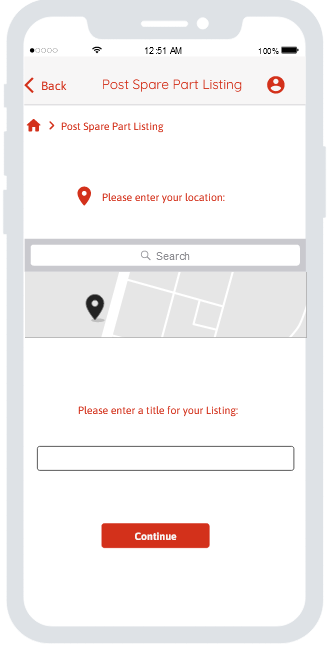 12:51 AM
100%
Back
Post Spare Part Listing
Post Spare Part Listing
Please enter your location:
Search
Please enter a title for your Listing:
Continue